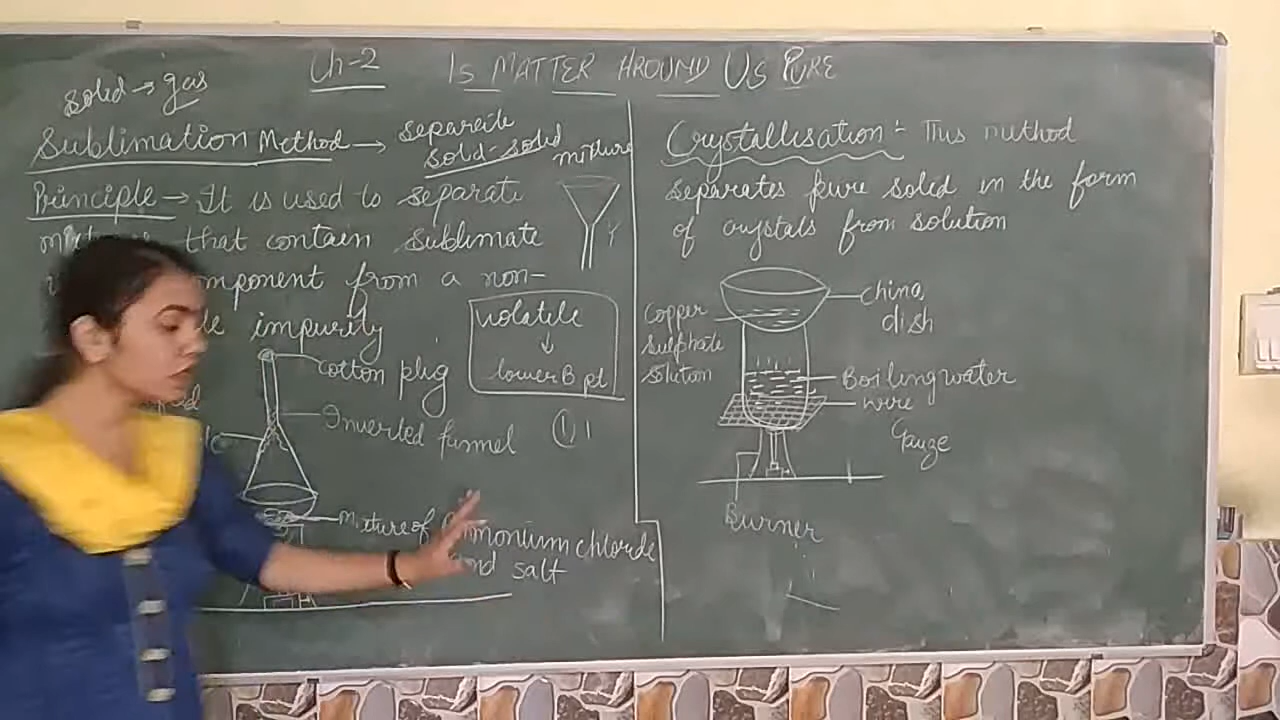 Ch-2 IS MATTER AROUND US PURE
solid → gas
Sublimation Method → separate
solid-solid
mixture
Principle → It is used to separate
that contain sublimate
component from a non-
impurity
volatile
↓
lower B pt
cotton plug
Inverted funnel
mixture of ammonium chloride
and salt
Crystallisation :- This method
separates pure solid in the form
of crystals from solution
China
dish
Copper
sulphate
solution
Boiling water
wire
Gauze
Burner